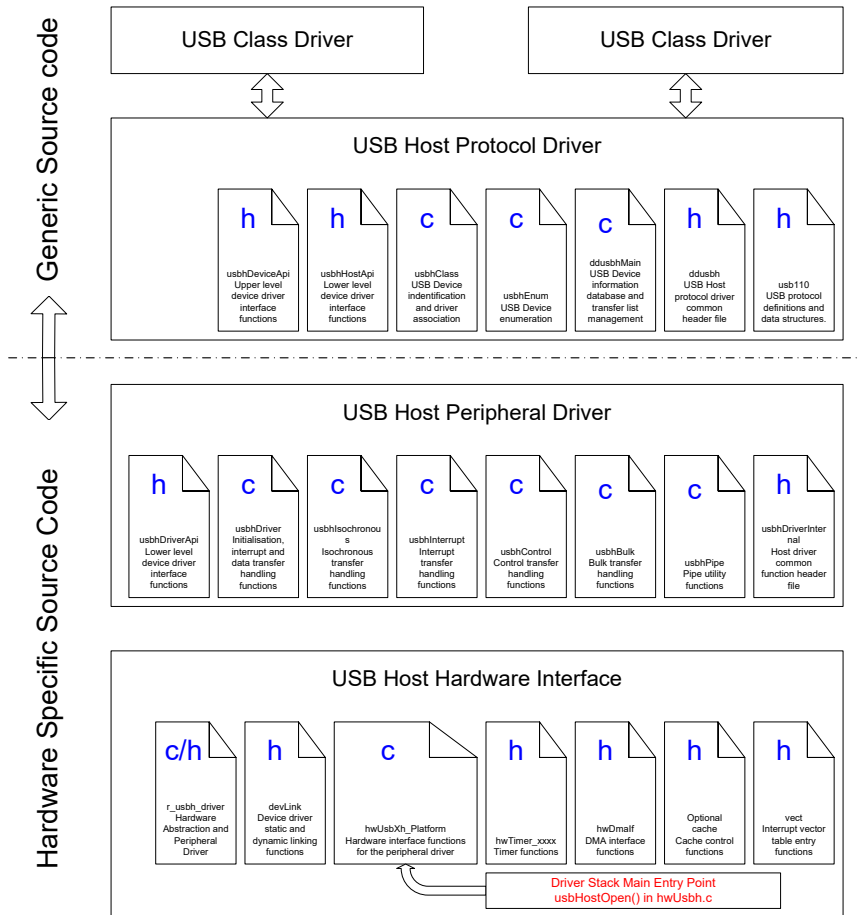 Generic Source code
USB Class Driver
USB Class Driver
USB Host Protocol Driver
h
usbhDeviceApi
Upper level
device driver
interface
functions
h
usbhHostApi
Lower level
device driver
interface
functions
c
usbhClass
USB Device
indentification
and driver
association
c
usbhEnum
USB Device
enumeration
c
ddusbhMain
USB Device
information
database and
transfer list
management
h
ddusbh
USB Host
protocol driver
common
header file
h
usb110
USB protocol
definitions and
data structures.
Hardware Specific Source Code
USB Host Peripheral Driver
h
usbhDriverApi
Lower level
device driver
interface
functions
c
usbhDriver
Initialisation,
interrupt and
data transfer
handling
functions
c
usbhIsochronou
s
Isochronous
transfer
handling
functions
c
usbhInterrupt
Interrupt
transfer
handling
functions
c
usbhControl
Control transfer
handling
functions
c
usbhBulk
Bulk transfer
handling
functions
c
usbhPipe
Pipe utility
functions
h
usbhDriverInter
nal
Host driver
common
function header
file
USB Host Hardware Interface
c/h
r_usbh_driver
Hardware
Abstraction and
Peripheral
Driver
h
devLink
Device driver
static and
dynamic linking
functions
c
hwUsbXh_Platform
Hardware interface functions
for the peripheral driver
h
hwTimer_xxxx
Timer functions
h
hwDmaIf
DMA interface
functions
h
Optional
cache
Cache control
functions
h
vect
Interrupt vector
table entry
functions
Driver Stack Main Entry Point
usbHostOpen() in hwUsbh.c